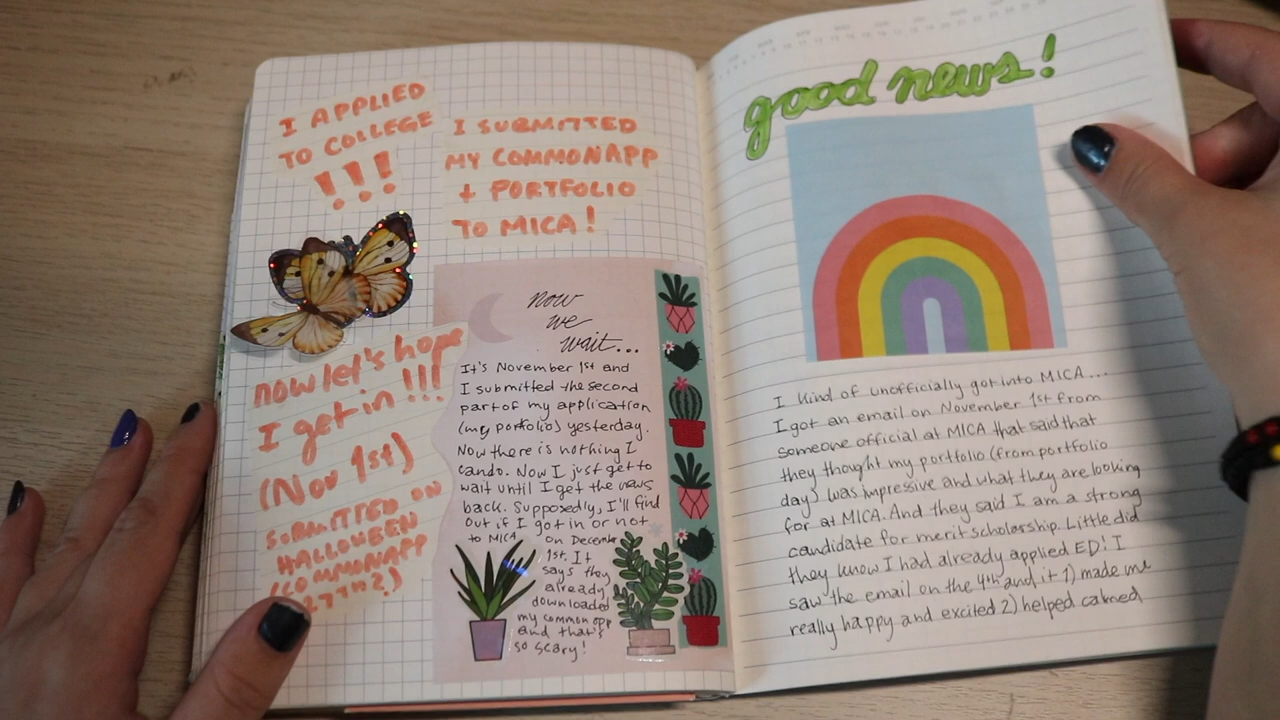 I APPLIED
TO COLLEGE
!!!
I SUBMITTED
MY COMMONAPP
+ PORTFOLIO
TO MICA!
now let's hope
I get in !!!
(Nov 1st)
SUBMITTED ON
HALLOWEEN
(COMMONAPP
27TH?)
now
we
wait...
It's November 1st and
I submitted the second
part of my application
(my portfolio) yesterday.
Now there is nothing I
can do. Now I just get to
wait until I get the news
back. Supposedly, I'll find
out if I got in or not
to MICA on Decemb
1st. It
says they
already
downloaded
my common app
and that's
so scary!
good news!
I kind of unofficially got into MICA...
I got an email on November 1st from
someone official at MICA that said that
they thought my portfolio (from portfolio
day) was impressive and what they are looking
for at MICA. And they said I am a strong
candidate for merit scholarship. Little did
they know I had already applied ED! I
saw the email on the 4th and it 1) made me
really happy and excited 2) helped calmed